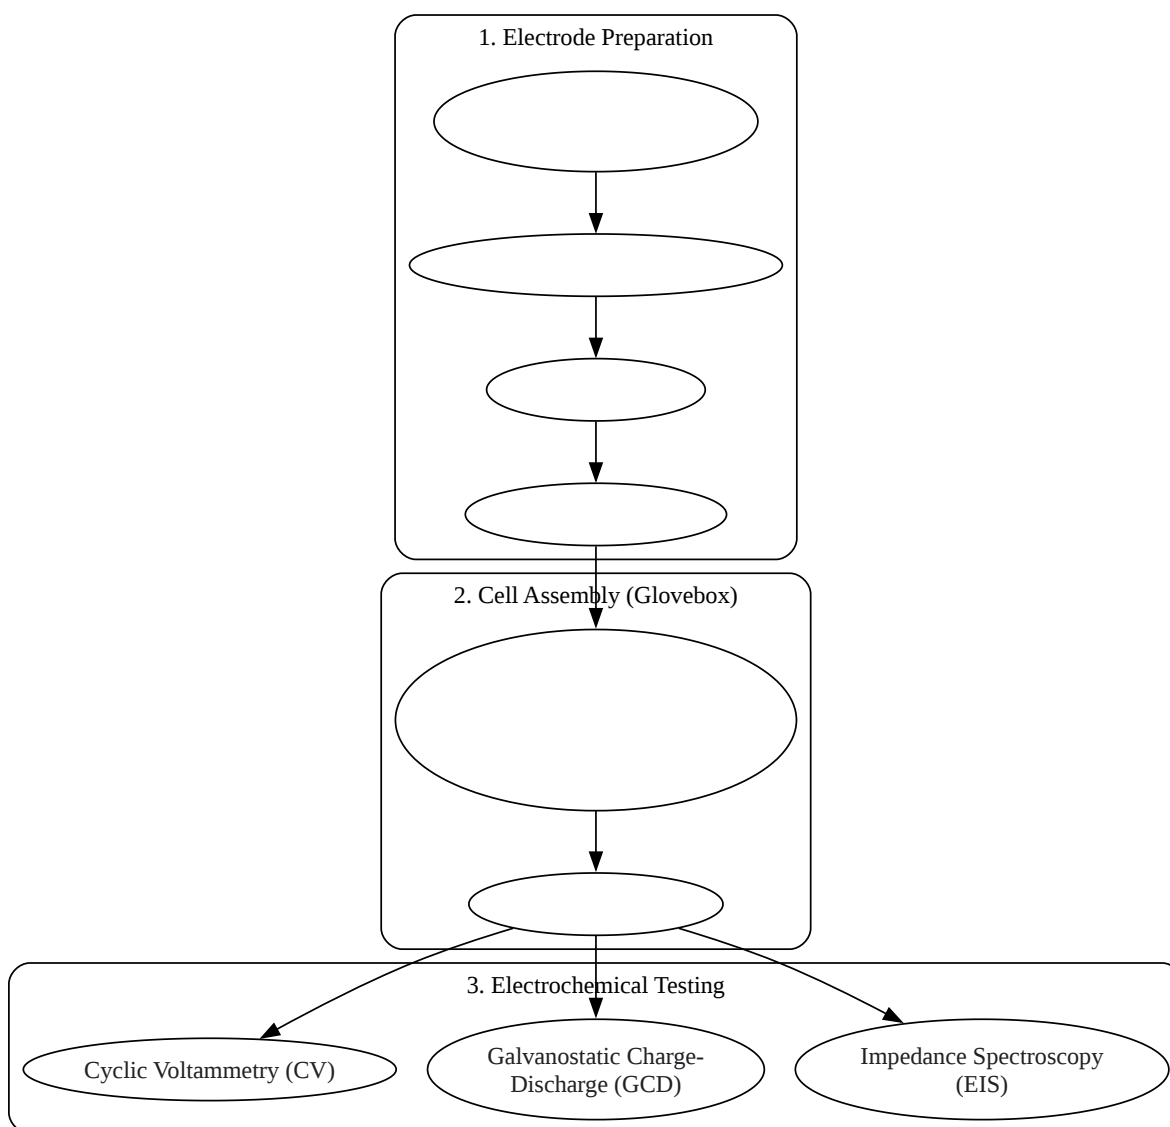 1. Electrode Preparation
2. Cell Assembly (Glovebox)
3. Electrochemical Testing
Cyclic Voltammetry (CV)
Galvanostatic Charge-
Discharge (GCD)
Impedance Spectroscopy
(EIS)